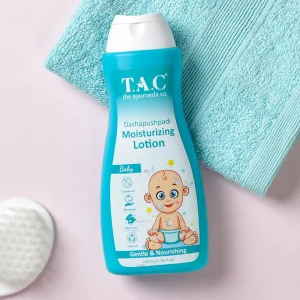 T.A.C
the ayurveda co.
Dashapushpadi
Moisturizing
Lotion
Baby
Gentle & Nourishing